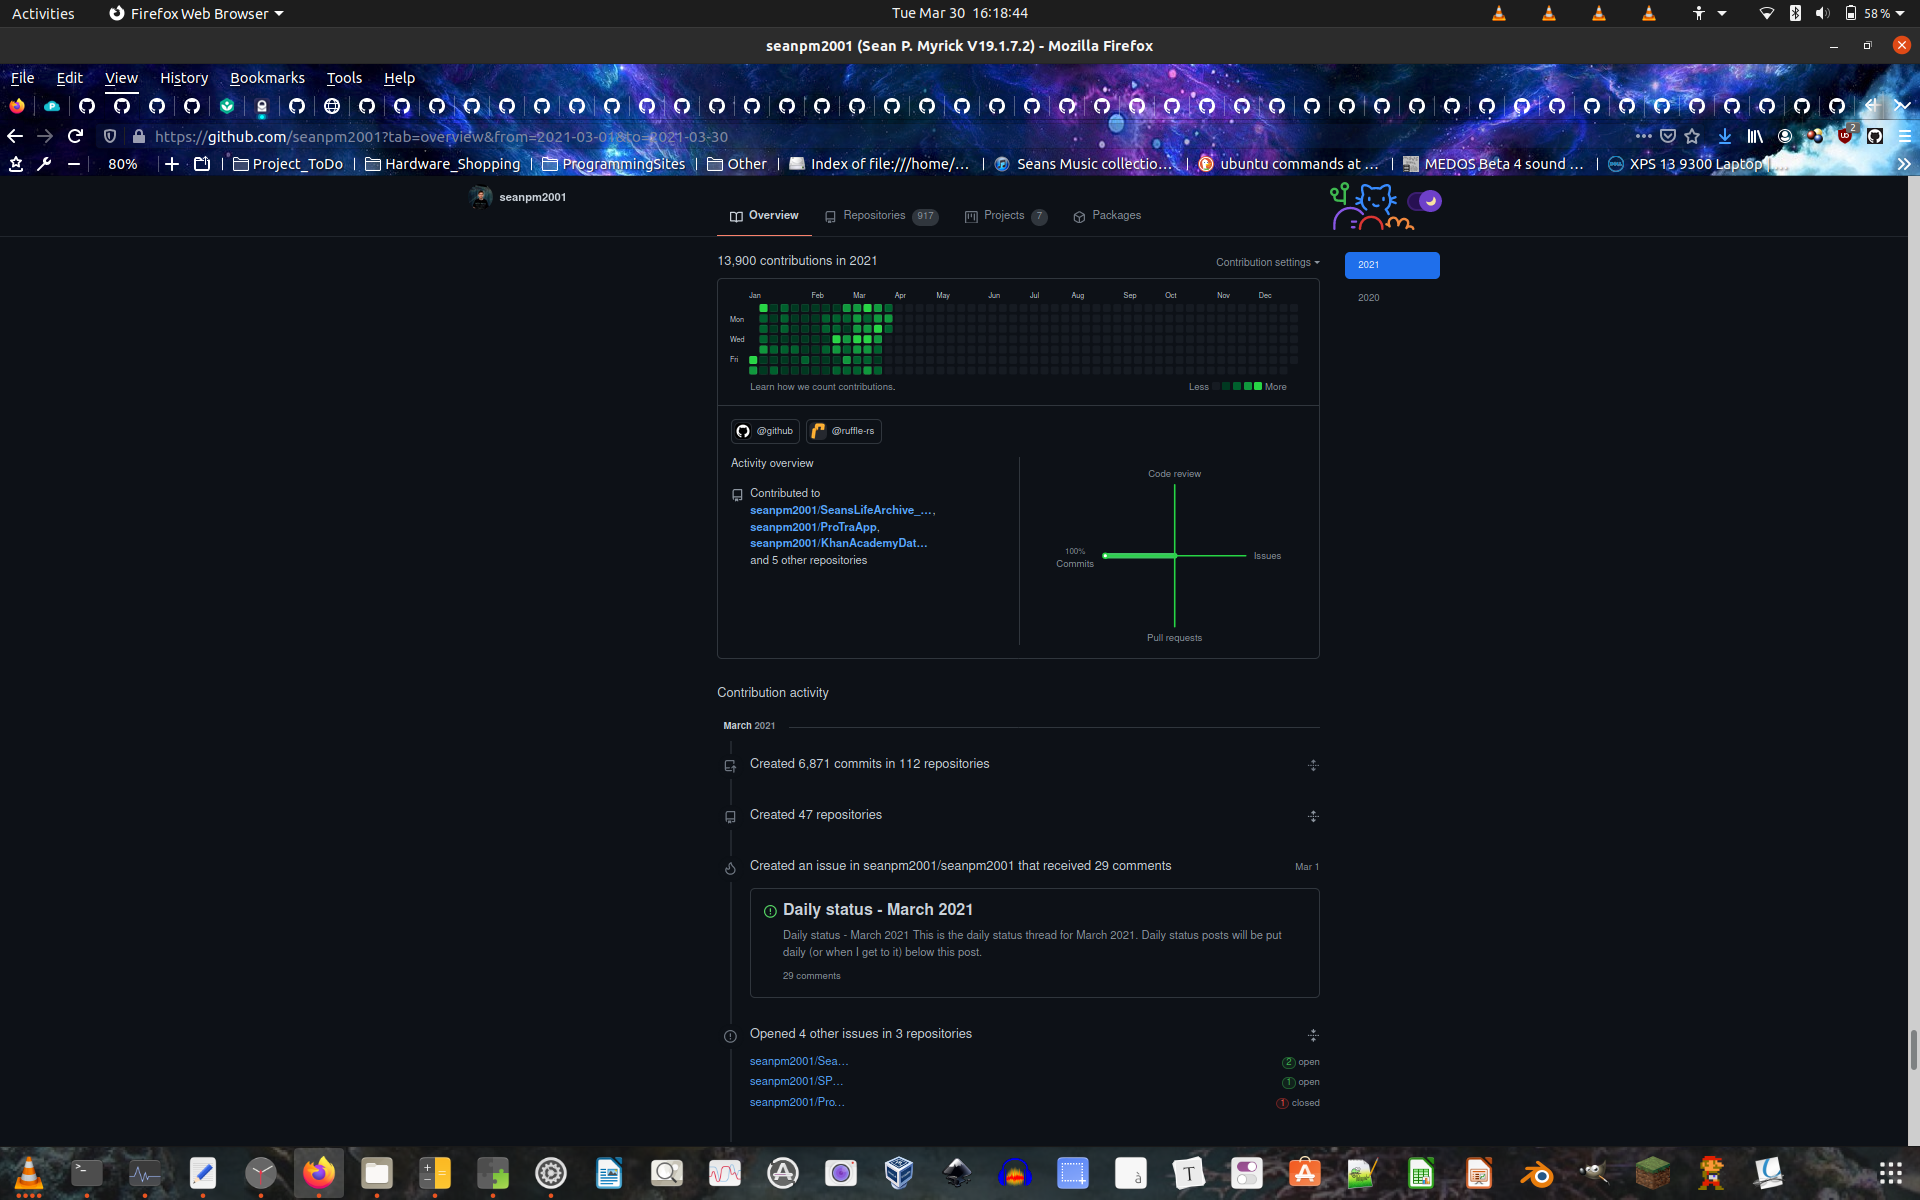 Activities
Firefox Web Browser
Tue Mar 30 16:18:44
58 %
seanpm2001 (Sean P. Myrick V19.1.7.2) - Mozilla Firefox
File Edit View History Bookmarks Tools Help
https://github.com/seanpm2001?tab=overview&from=2021-03-01&to=2021-03-30
2
80%
Project_ToDo
Hardware_Shopping
ProgrammingSites
Other
Index of file:///home/...
Seans Music collectio...
ubuntu commands at ...
MEDOS Beta 4 sound ...
XPS 13 9300 Laptop
seanpm2001
Overview
Repositories 917
Projects 7
Packages
13,900 contributions in 2021
Contribution settings
2021
2020
Jan Feb Mar Apr May Jun Jul Aug Sep Oct Nov Dec
Mon
Wed
Fri
Learn how we count contributions.
Less More
@github
@ruffle-rs
Activity overview
Contributed to
seanpm2001/SeansLifeArchive_...,
seanpm2001/ProTraApp,
seanpm2001/KhanAcademyDat...
and 5 other repositories
Code review
100%
Commits
Issues
Pull requests
Contribution activity
March 2021
Created 6,871 commits in 112 repositories
Created 47 repositories
Created an issue in seanpm2001/seanpm2001 that received 29 comments
Mar 1
Daily status - March 2021
Daily status - March 2021 This is the daily status thread for March 2021. Daily status posts will be put
daily (or when I get to it) below this post.
29 comments
Opened 4 other issues in 3 repositories
seanpm2001/Sea...
2 open
seanpm2001/SP...
1 open
seanpm2001/Pro...
1 closed